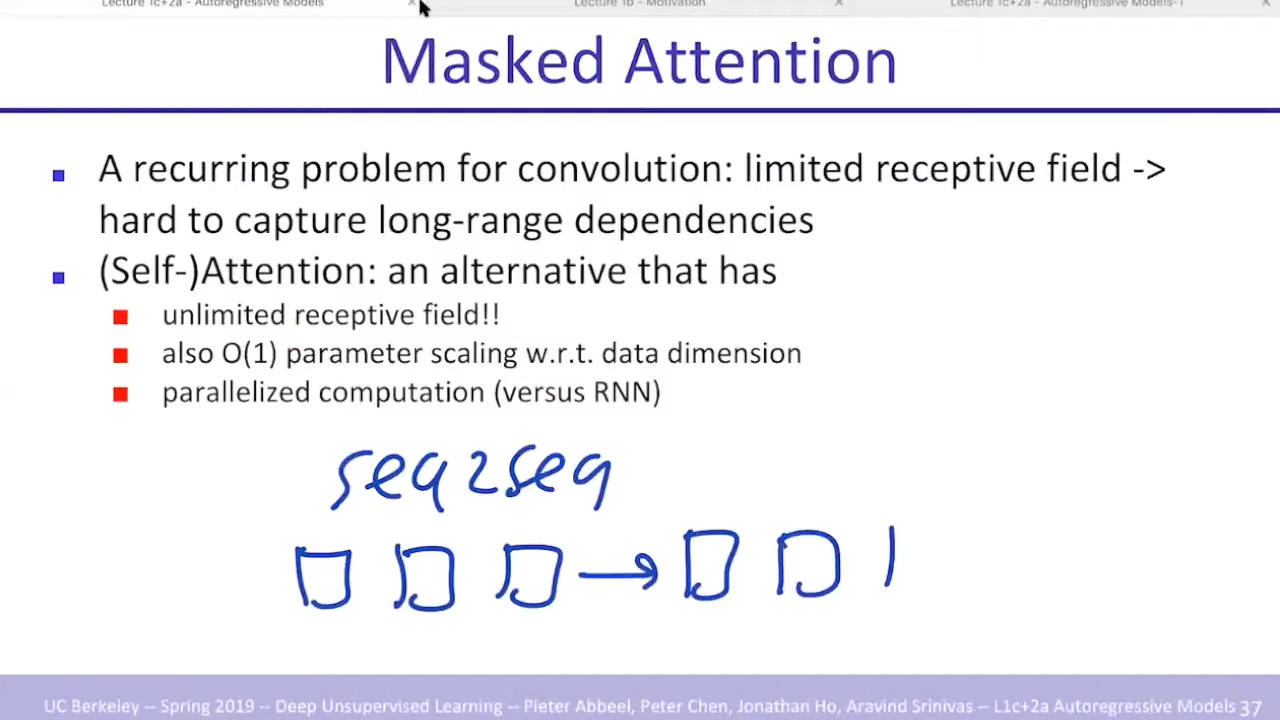 Lecture 1c+2a - Autoregressive Models
Lecture 1b - Motivation
Lecture 1c+2a - Autoregressive Models-1
Masked Attention
A recurring problem for convolution: limited receptive field ->
hard to capture long-range dependencies
(Self-)Attention: an alternative that has
unlimited receptive field!!
also O(1) parameter scaling w.r.t. data dimension
parallelized computation (versus RNN)
seq2seq
UC Berkeley -- Spring 2019 -- Deep Unsupervised Learning -- Pieter Abbeel, Peter Chen, Jonathan Ho, Aravind Srinivas -- L1c+2a Autoregressive Models 37